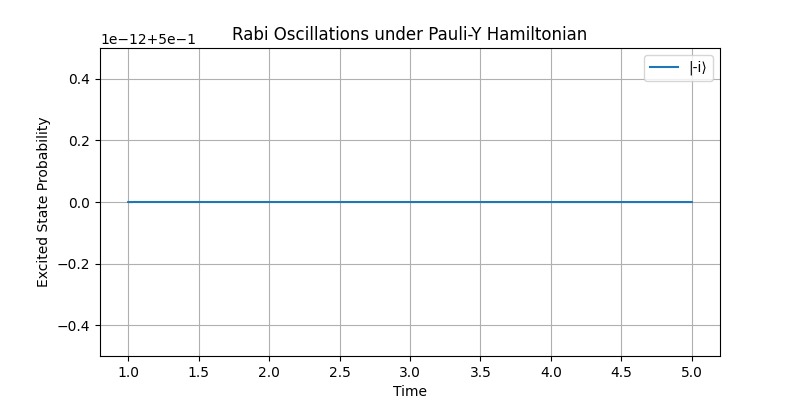 Rabi Oscillations under Pauli-Y Hamiltonian
1e−12+5e−1
|-i⟩
0.4
0.2
0.0
−0.2
−0.4
Excited State Probability
1.0 1.5 2.0 2.5 3.0 3.5 4.0 4.5 5.0
Time